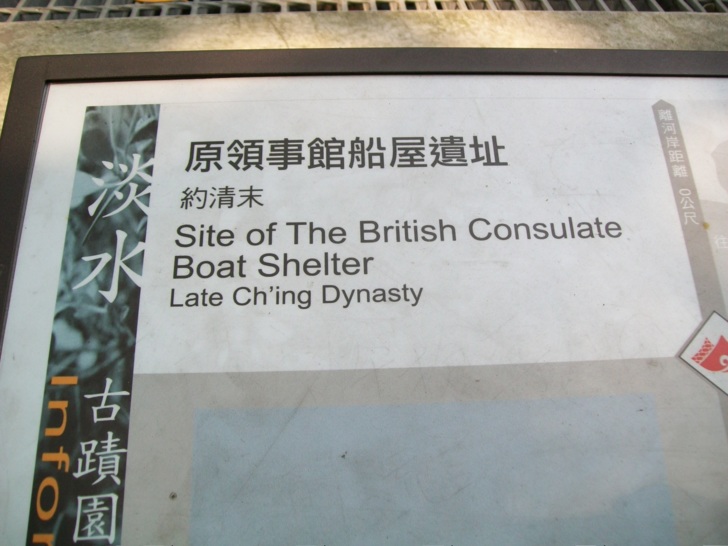 原領事館船屋遺址
約清末
Site of The British Consulate
Boat Shelter
Late Ch'ing Dynasty
淡水
古蹟園
Infor
離河岸距離 0公尺